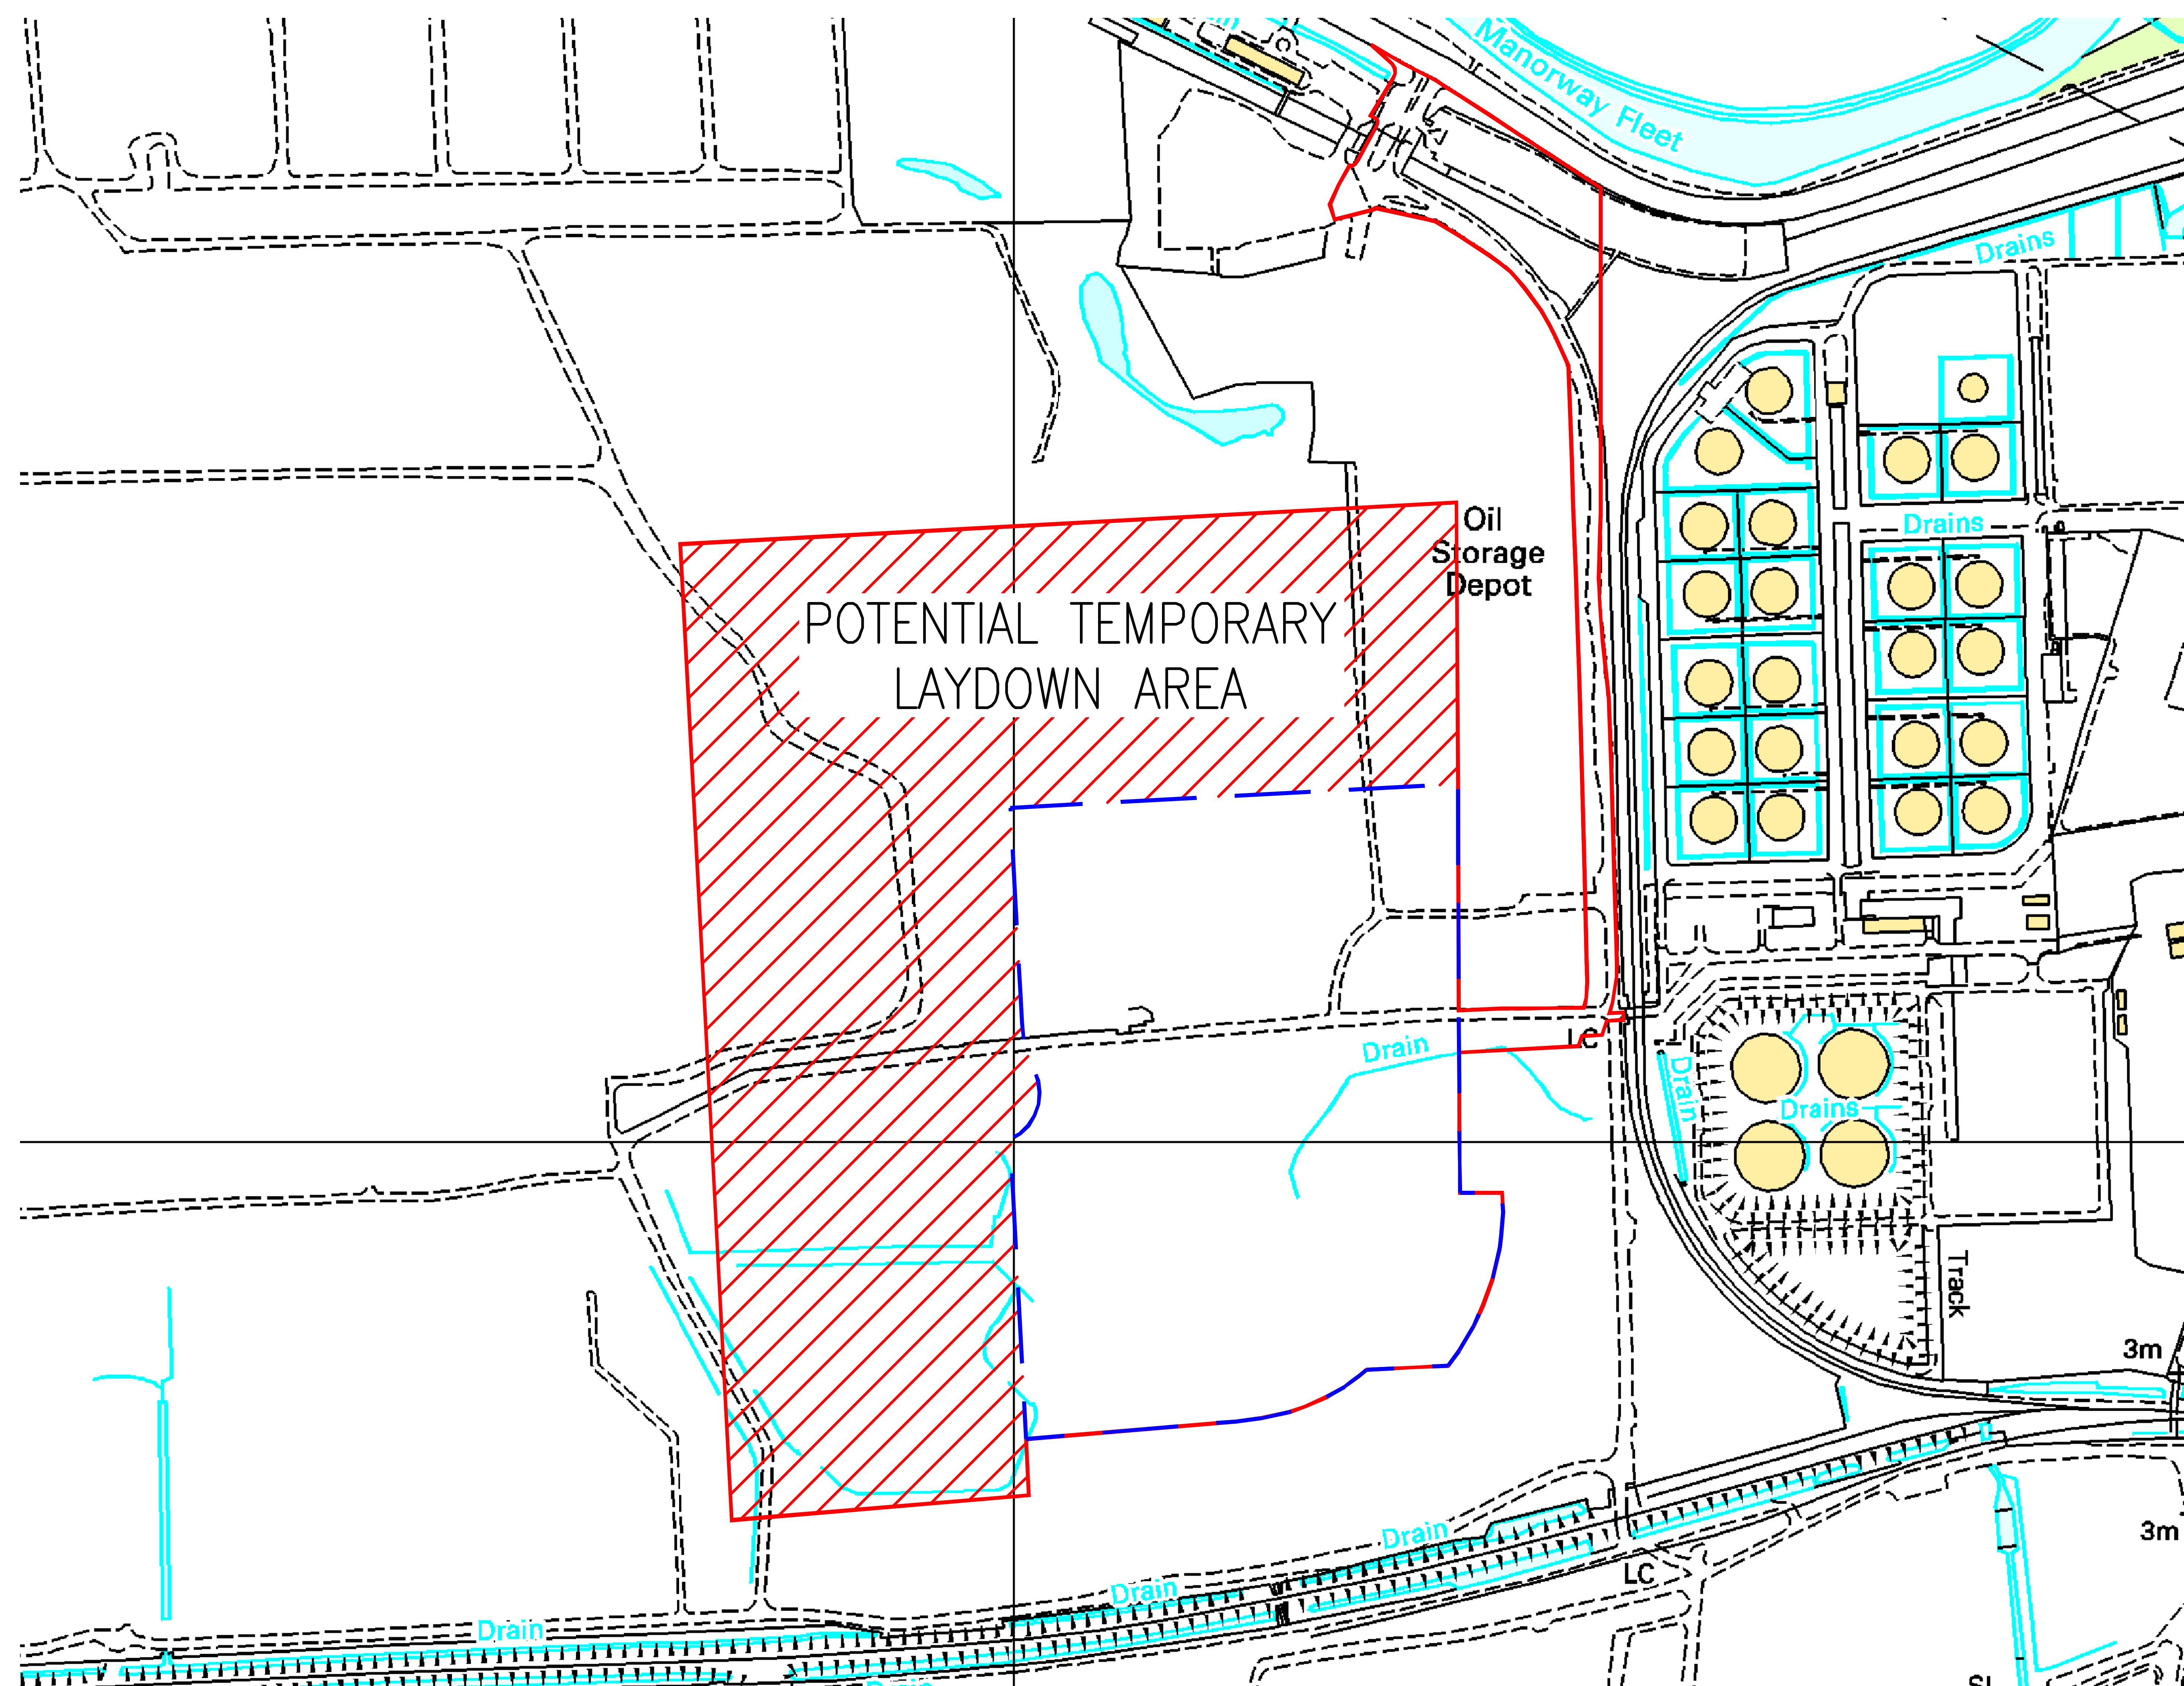 Manorway Fleet
Drains
Oil
Storage
Depot
Drains
POTENTIAL TEMPORARY
LAYDOWN AREA
LC
Drain
Drain
Drains
Track
3m
3m
Drain
LC
Drain
Drain